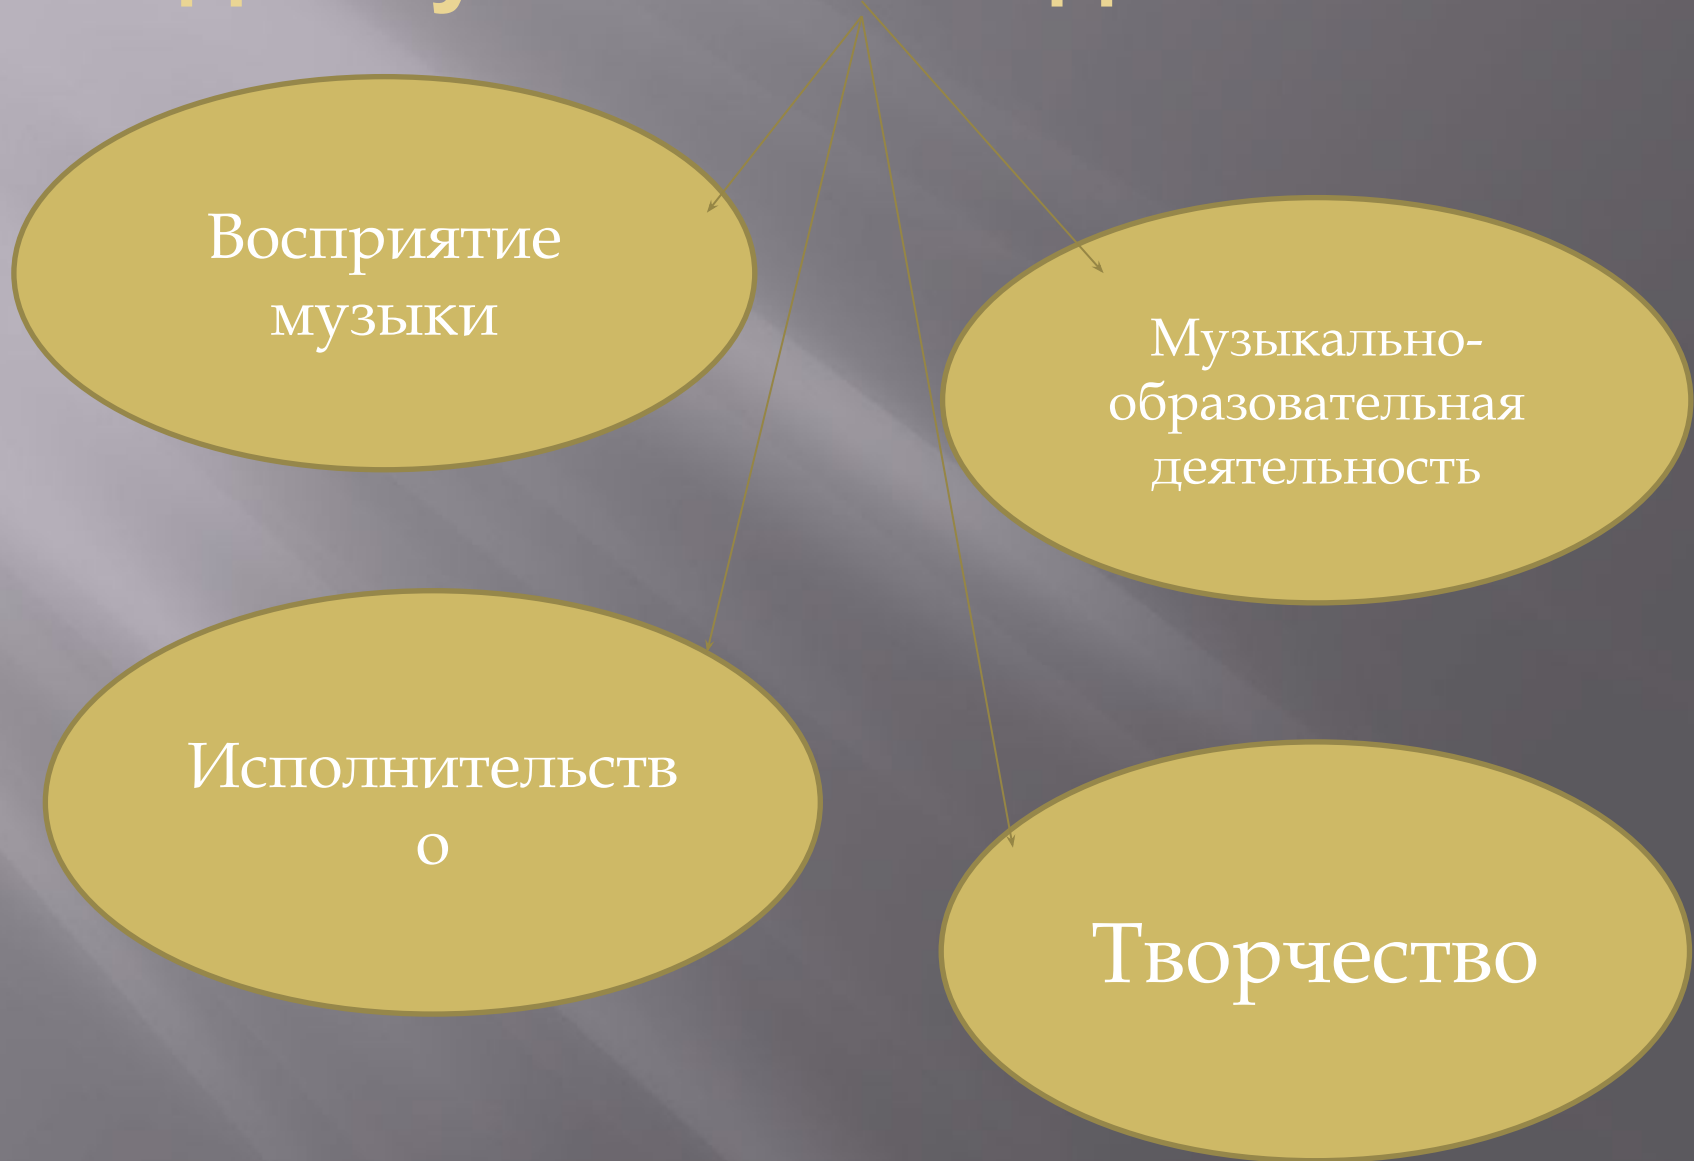 Восприятие
музыки
Музыкально-
образовательная
деятельность
Исполнительств
о
Творчество